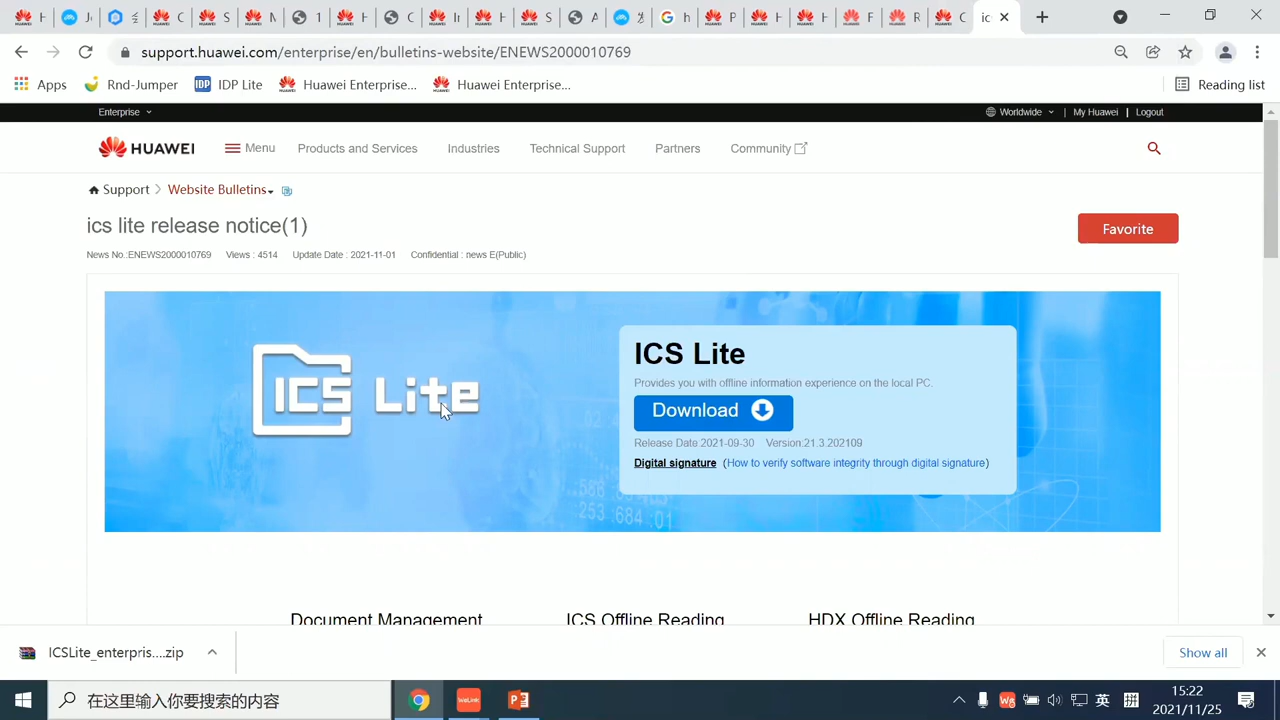 support.huawei.com/enterprise/en/bulletins-website/ENEWS2000010769
Apps Rnd-Jumper IDP IDP Lite Huawei Enterprise... Huawei Enterprise... Reading list
Enterprise Worldwide | My Huawei | Logout
HUAWEI Menu Products and Services Industries Technical Support Partners Community
Support > Website Bulletins
ics lite release notice(1)
Favorite
News No.:ENEWS2000010769 Views : 4514 Update Date : 2021-11-01 Confidential : news E(Public)
ICS Lite
ICS Lite
Provides you with offline information experience on the local PC.
Download
Release Date:2021-09-30 Version:21.3.202109
Digital signature (How to verify software integrity through digital signature)
Document Management ICS Offline Reading HDX Offline Reading
ICSLite_enterpris....zip Show all
在这里输入你要搜索的内容 英 拼 15:22
2021/11/25